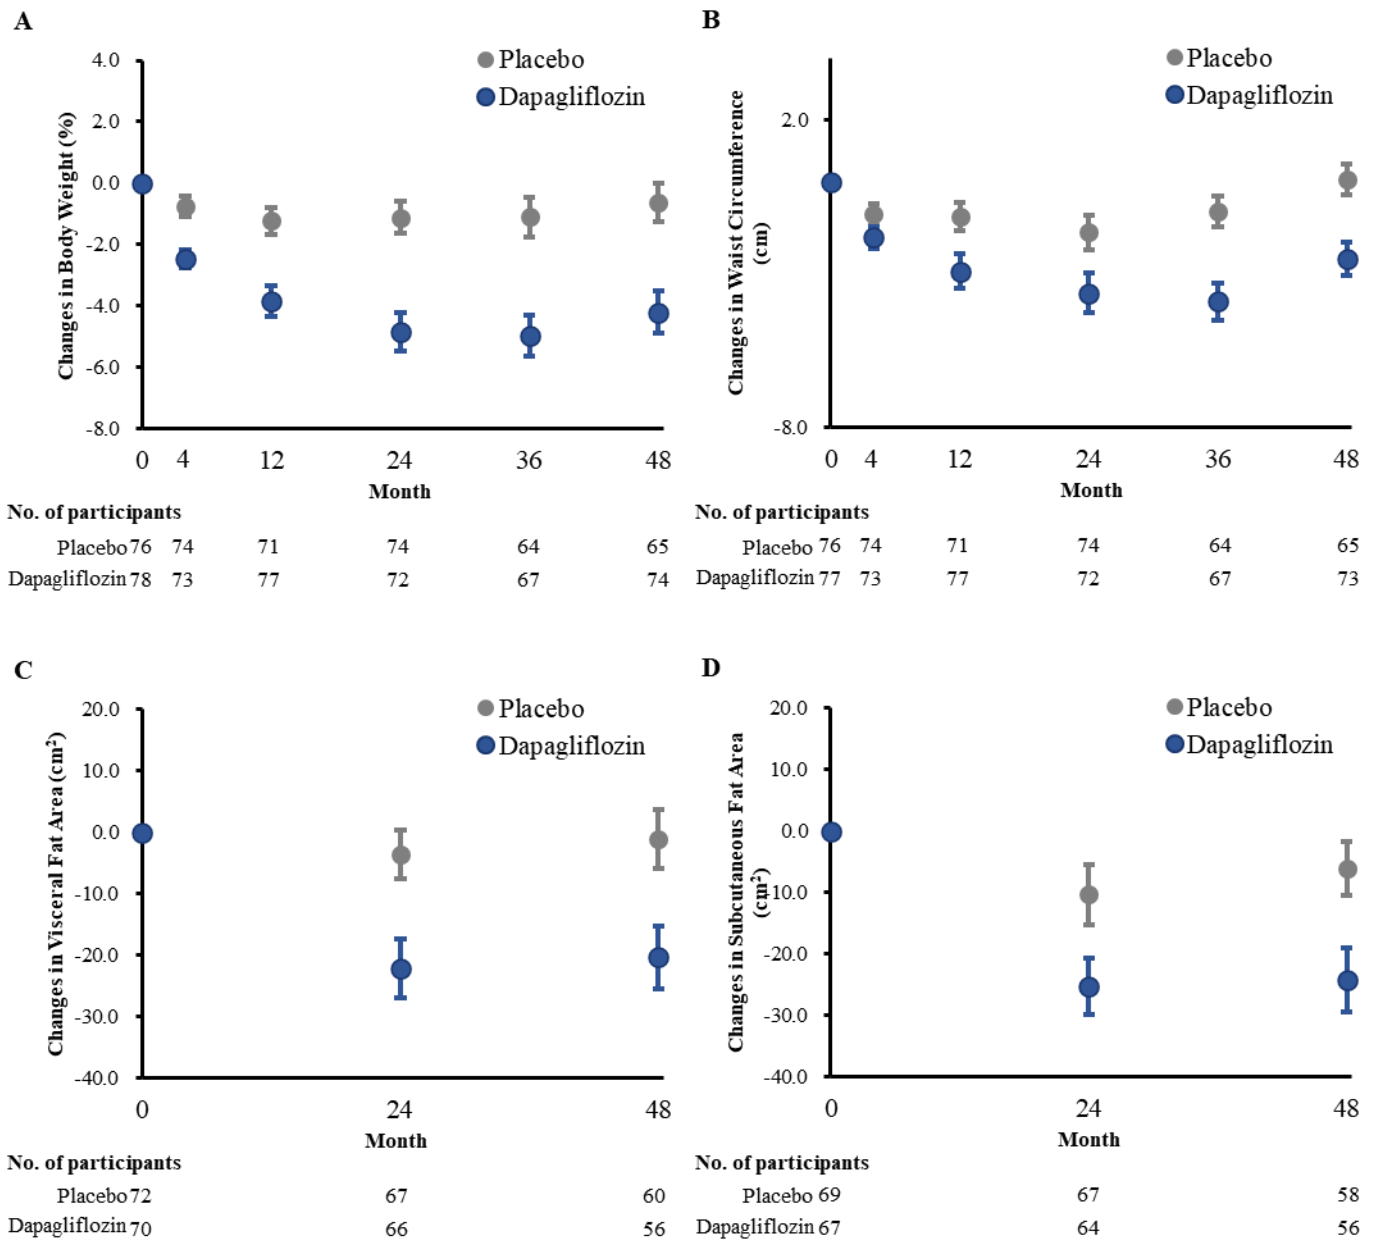 A
Placebo
Dapagliflozin
Changes in Body Weight (%)
4.0
2.0
0.0
-2.0
-4.0
-6.0
-8.0
0 4 12 24 36 48
Month
No. of participants
Placebo 76 74 71 74 64 65
Dapagliflozin 78 73 77 72 67 74
B
Placebo
Dapagliflozin
Changes in Waist Circumference
(cm)
2.0
-8.0
0 4 12 24 36 48
Month
No. of participants
Placebo 76 74 71 74 64 65
Dapagliflozin 77 73 77 72 67 73
C
Placebo
Dapagliflozin
Changes in Visceral Fat Area (cm²)
20.0
10.0
0.0
-10.0
-20.0
-30.0
-40.0
0 24 48
Month
No. of participants
Placebo 72 67 60
Dapagliflozin 70 66 56
D
Placebo
Dapagliflozin
Changes in Subcutaneous Fat Area
(cm²)
20.0
10.0
0.0
-10.0
-20.0
-30.0
-40.0
0 24 48
Month
No. of participants
Placebo 69 67 58
Dapagliflozin 67 64 56